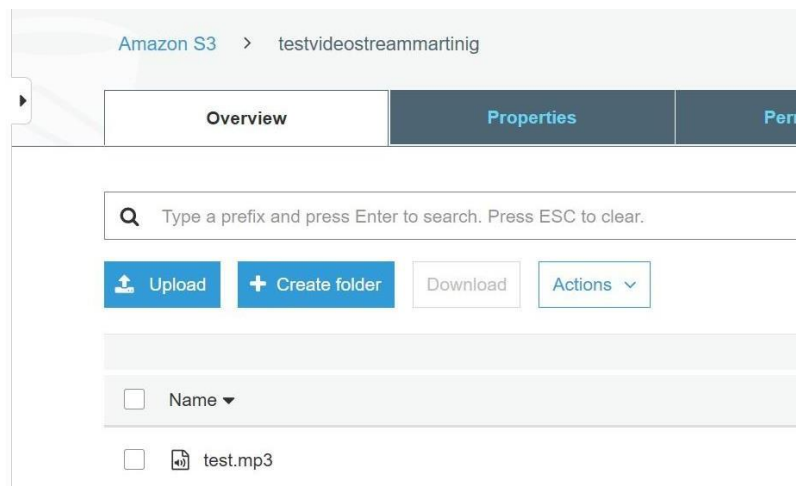 Amazon S3 > testvideostreammartinig
Overview Properties
Type a prefix and press Enter to search. Press ESC to clear.
Upload + Create folder Download Actions
Name
test.mp3